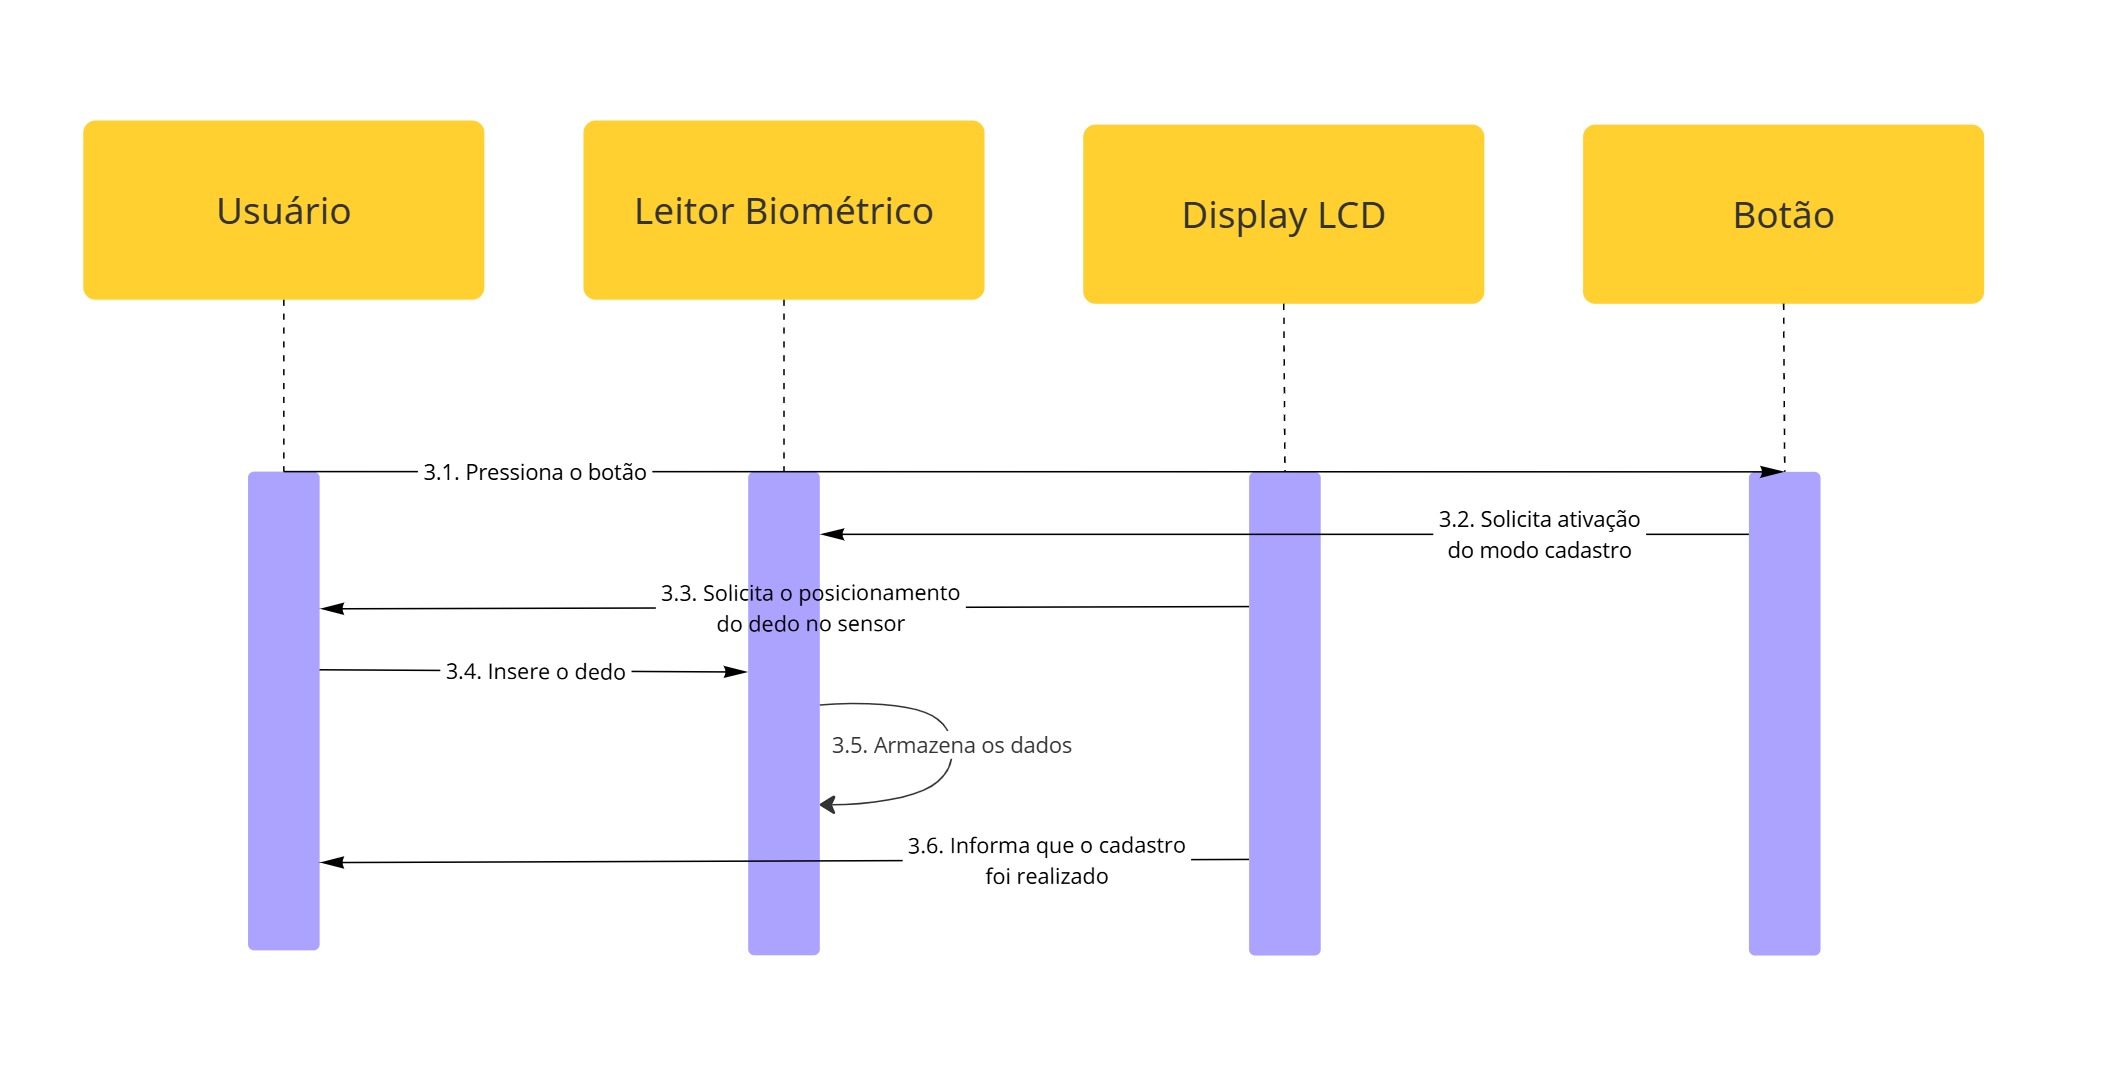 Usuário
Leitor Biométrico
Display LCD
Botão
3.1. Pressiona o botão
3.2. Solicita ativação
do modo cadastro
3.3. Solicita o posicionamento
do dedo no sensor
3.4. Insere o dedo
3.5. Armazena os dados
3.6. Informa que o cadastro
foi realizado